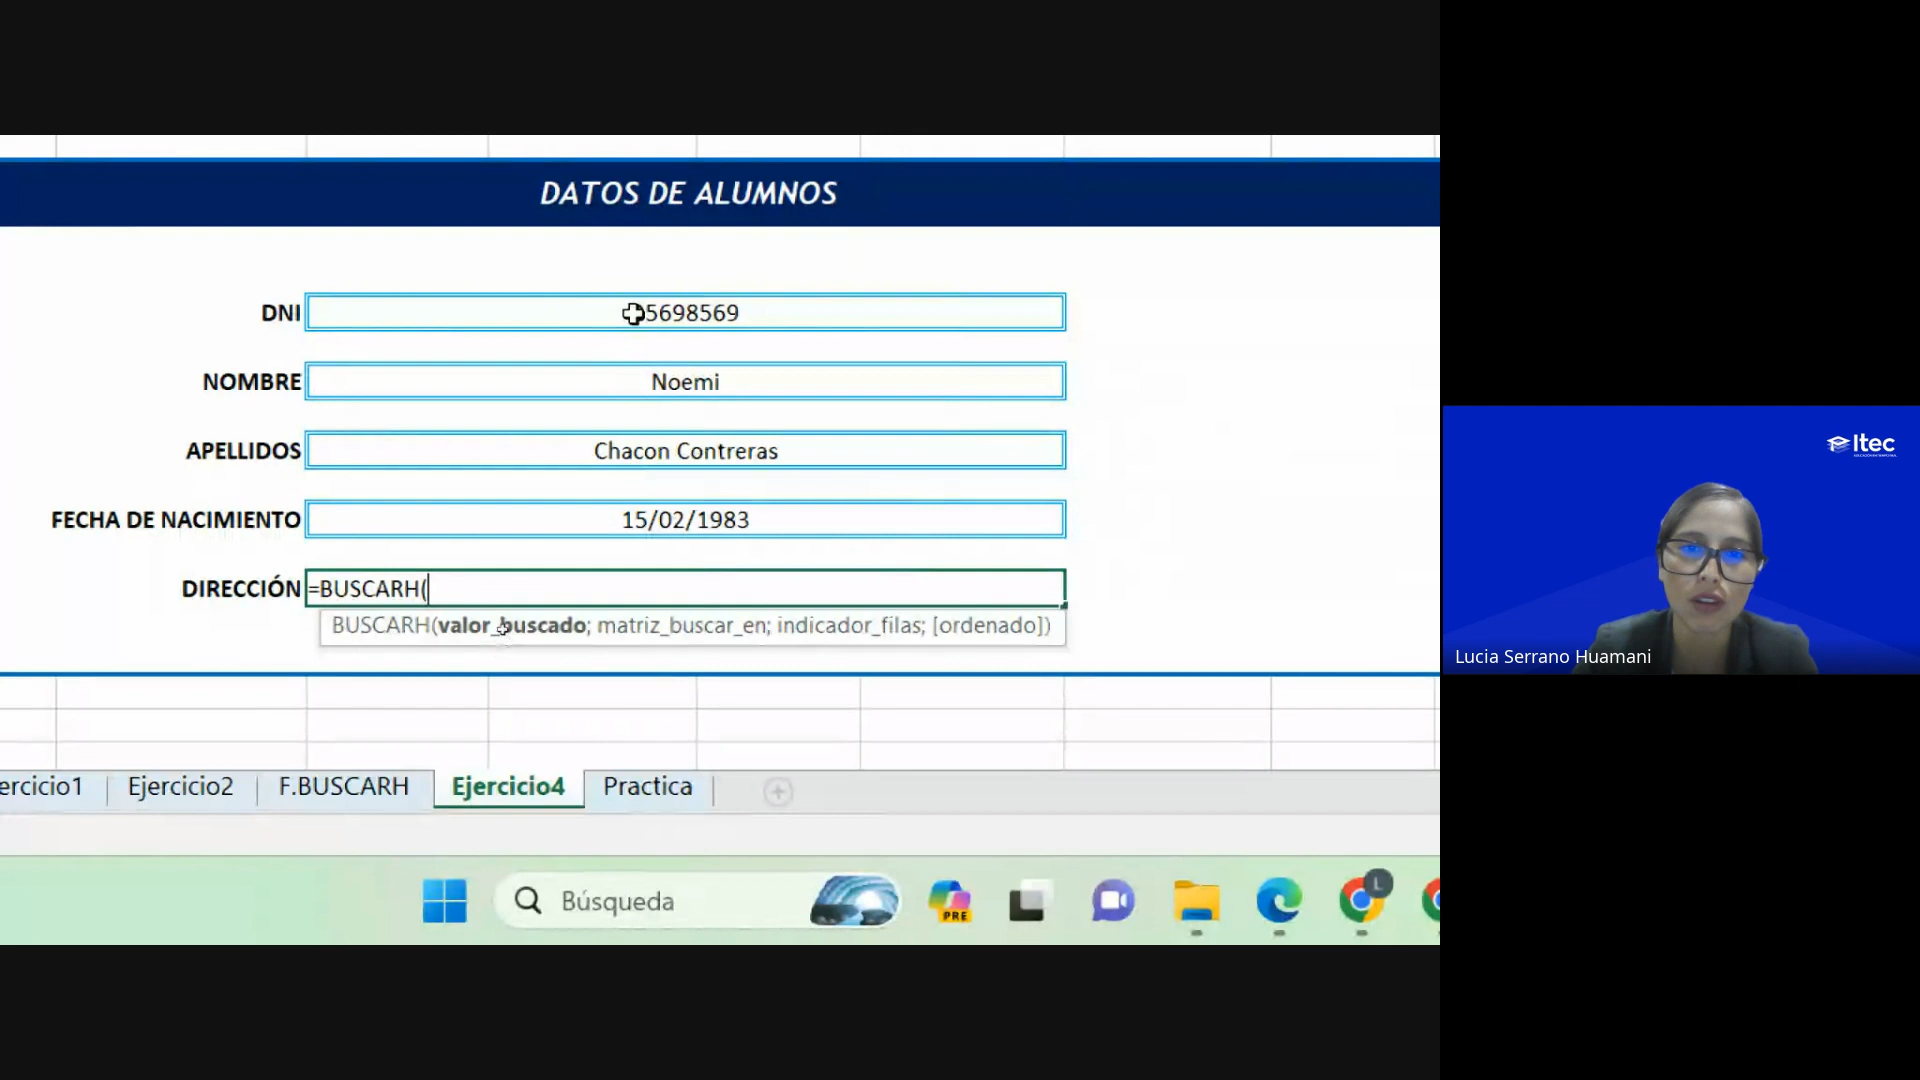 DATOS DE ALUMNOS
DNI
5698569
NOMBRE
Noemi
APELLIDOS
Chacon Contreras
FECHA DE NACIMIENTO
15/02/1983
DIRECCIÓN
=BUSCARH(
BUSCARH(valor_buscado; matriz_buscar_en; indicador_filas; [ordenado])
ercicio1
Ejercicio2
F.BUSCARH
Ejercicio4
Practica
Búsqueda
PRE
L
Itec
Lucia Serrano Huamani